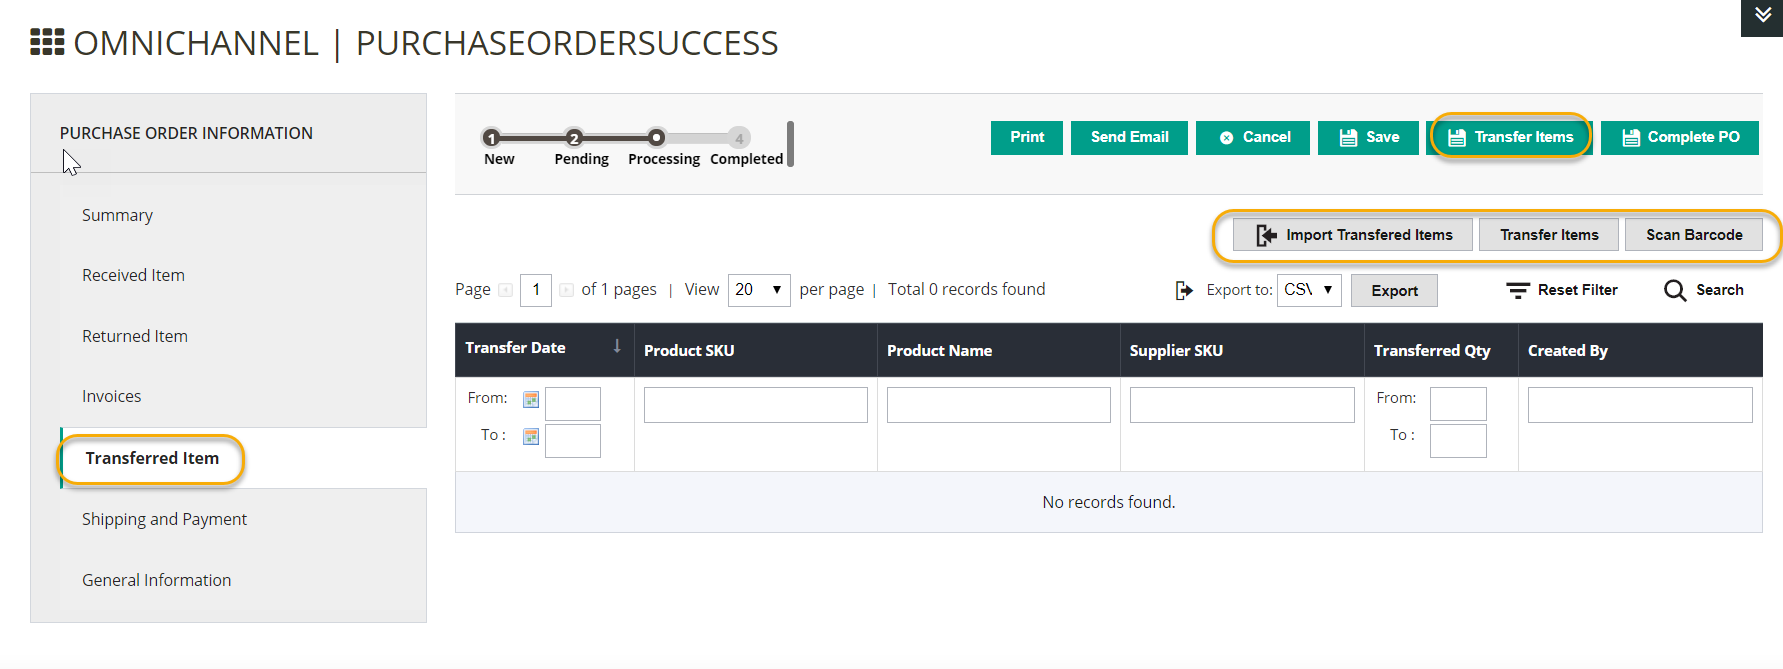 OMNICHANNEL | PURCHASEORDERSUCCESS
PURCHASE ORDER INFORMATION
Summary
Received Item
Returned Item
Invoices
Transferred Item
Shipping and Payment
General Information
1 2 4
New Pending Processing Completed
Print Send Email Cancel Save Transfer Items Complete PO
Import Transfered Items Transfer Items Scan Barcode
Page 1 of 1 pages | View 20 per page | Total 0 records found Export to: CSV Export Reset Filter Search
Transfer Date Product SKU Product Name Supplier SKU Transferred Qty Created By
From: From:
To : To :
No records found.